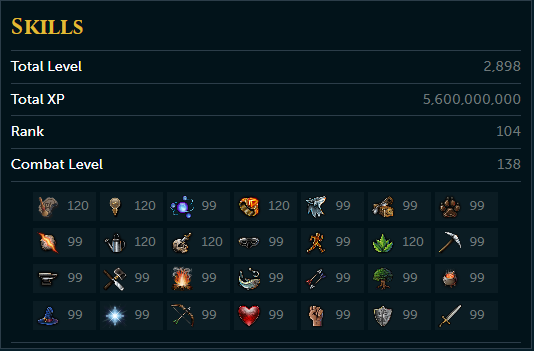 Skills
Total Level 2,898
Total XP 5,600,000,000
Rank 104
Combat Level 138
120 120 99 120 99 99 99
99 120 120 99 99 120 99
99 99 99 99 99 99 99
99 99 99 99 99 99 99